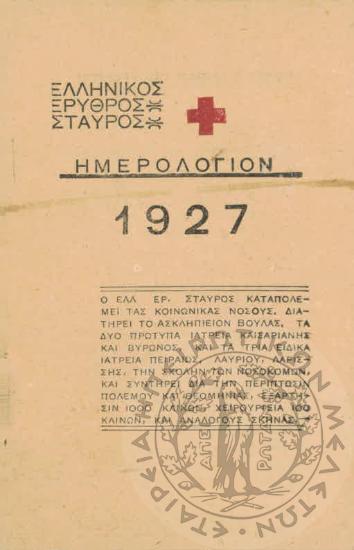 ΕΛΛΗΝΙΚΟΣ
ΕΡΥΘΡΟΣ
ΣΤΑΥΡΟΣ
ΗΜΕΡΟΛΟΓΙΟΝ
1927
Ο ΕΛΛ ΕΡ. ΣΤΑΥΡΟΣ ΚΑΤΑΠΟΛΕ-
ΜΕΙ ΤΑΣ ΚΟΙΝΩΝΙΚΑΣ ΝΟΣΟΥΣ, ΔΙΑ-
ΤΗΡΕΙ ΤΟ ΑΣΚΛΗΠΙΕΙΟΝ ΒΟΥΛΑΣ, ΤΑ
ΔΥΟ ΠΡΟΤΥΠΑ ΙΑΤΡΕΙΑ ΚΑΙΣΑΡΙΑΝΗΣ
ΚΑΙ ΒΥΡΩΝΟΣ, ΚΑΙ ΤΑ ΤΡΙΑ ΕΙΔΙΚΑ
ΙΑΤΡΕΙΑ ΠΕΙΡΑΙΩΣ, ΛΑΥΡΙΟΥ, ΛΑΡΙΣ-
ΣΗΣ, ΤΗΝ ΣΧΟΛΗΝ ΤΩΝ ΝΟΣΟΚΟΜΩΝ,
ΚΑΙ ΣΥΝΤΗΡΕΙ ΔΙΑ ΤΗΝ ΠΕΡΙΠΤΩΣΙΝ
ΠΟΛΕΜΟΥ ΚΑΙ ΘΕΟΜΗΝΙΑΣ, ΕΞΑΡΤΗ-
ΣΙΝ 1000 ΚΛΙΝΩΝ, ΧΕΙΡΟΥΡΓΕΙΑ 100
ΚΛΙΝΩΝ, ΚΑΙ ΑΝΑΛΟΓΟΥΣ ΣΚΗΝΑΣ.
ΕΤΑΙΡΕΙΑ ΜΕΛΕΤΩΝ